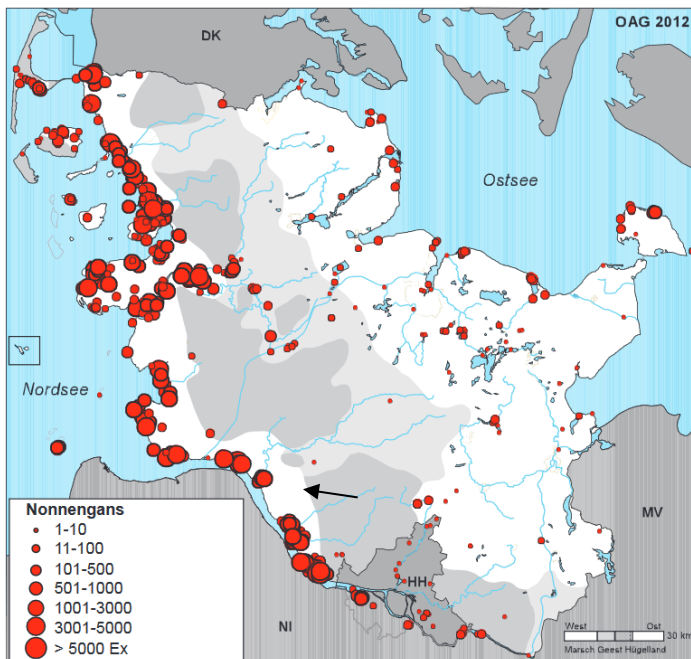 OAG 2012
DK
Ostsee
Nordsee
MV
HH
NI
Nonnengans
1-10
11-100
101-500
501-1000
1001-3000
3001-5000
> 5000 Ex
West Ost
30 km
Marsch Geest Hügelland